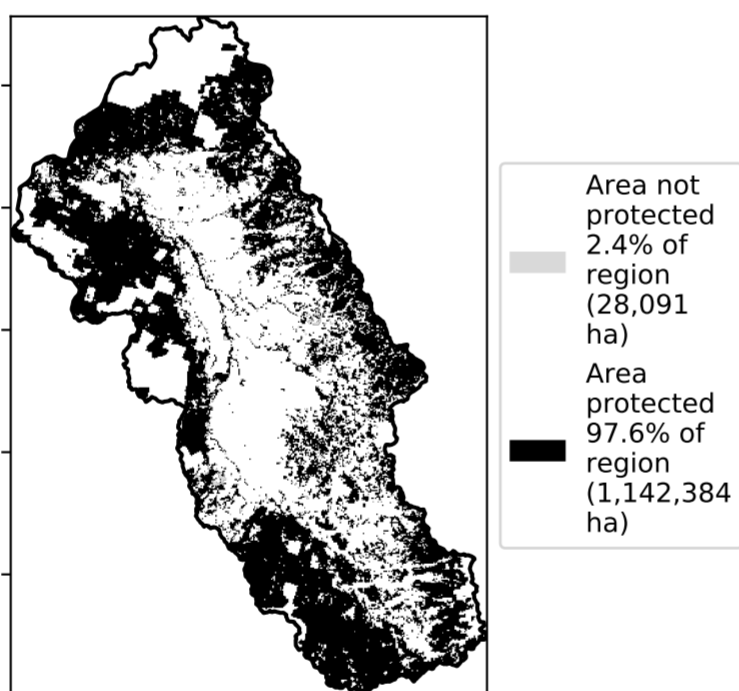 Area not
protected
2.4% of
region
(28,091
ha)
Area
protected
97.6% of
region
(1,142,384
ha)